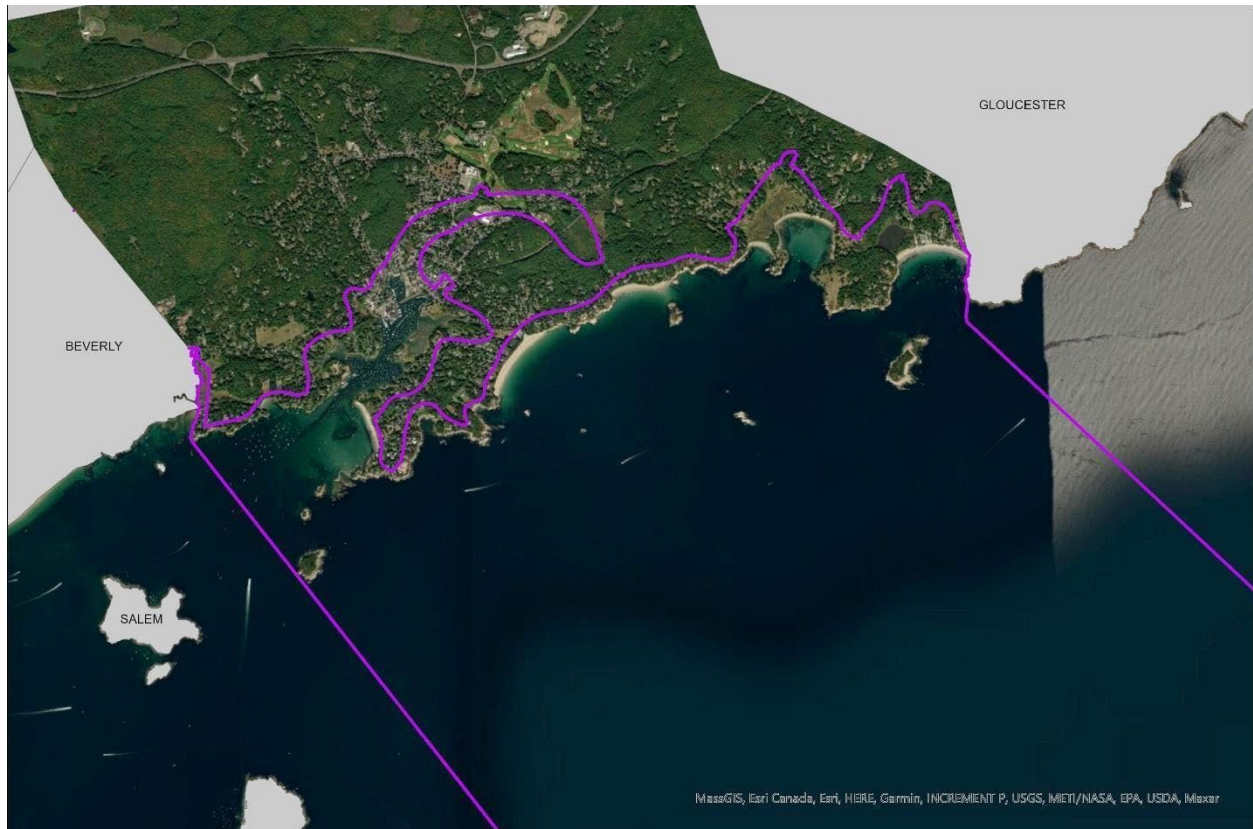 GLOUCESTER
BEVERLY
SALEM
MassGIS, Esri Canada, Esri, HERE, Garmin, INCREMENT P, USGS, METI/NASA, EPA, USDA, Maxar